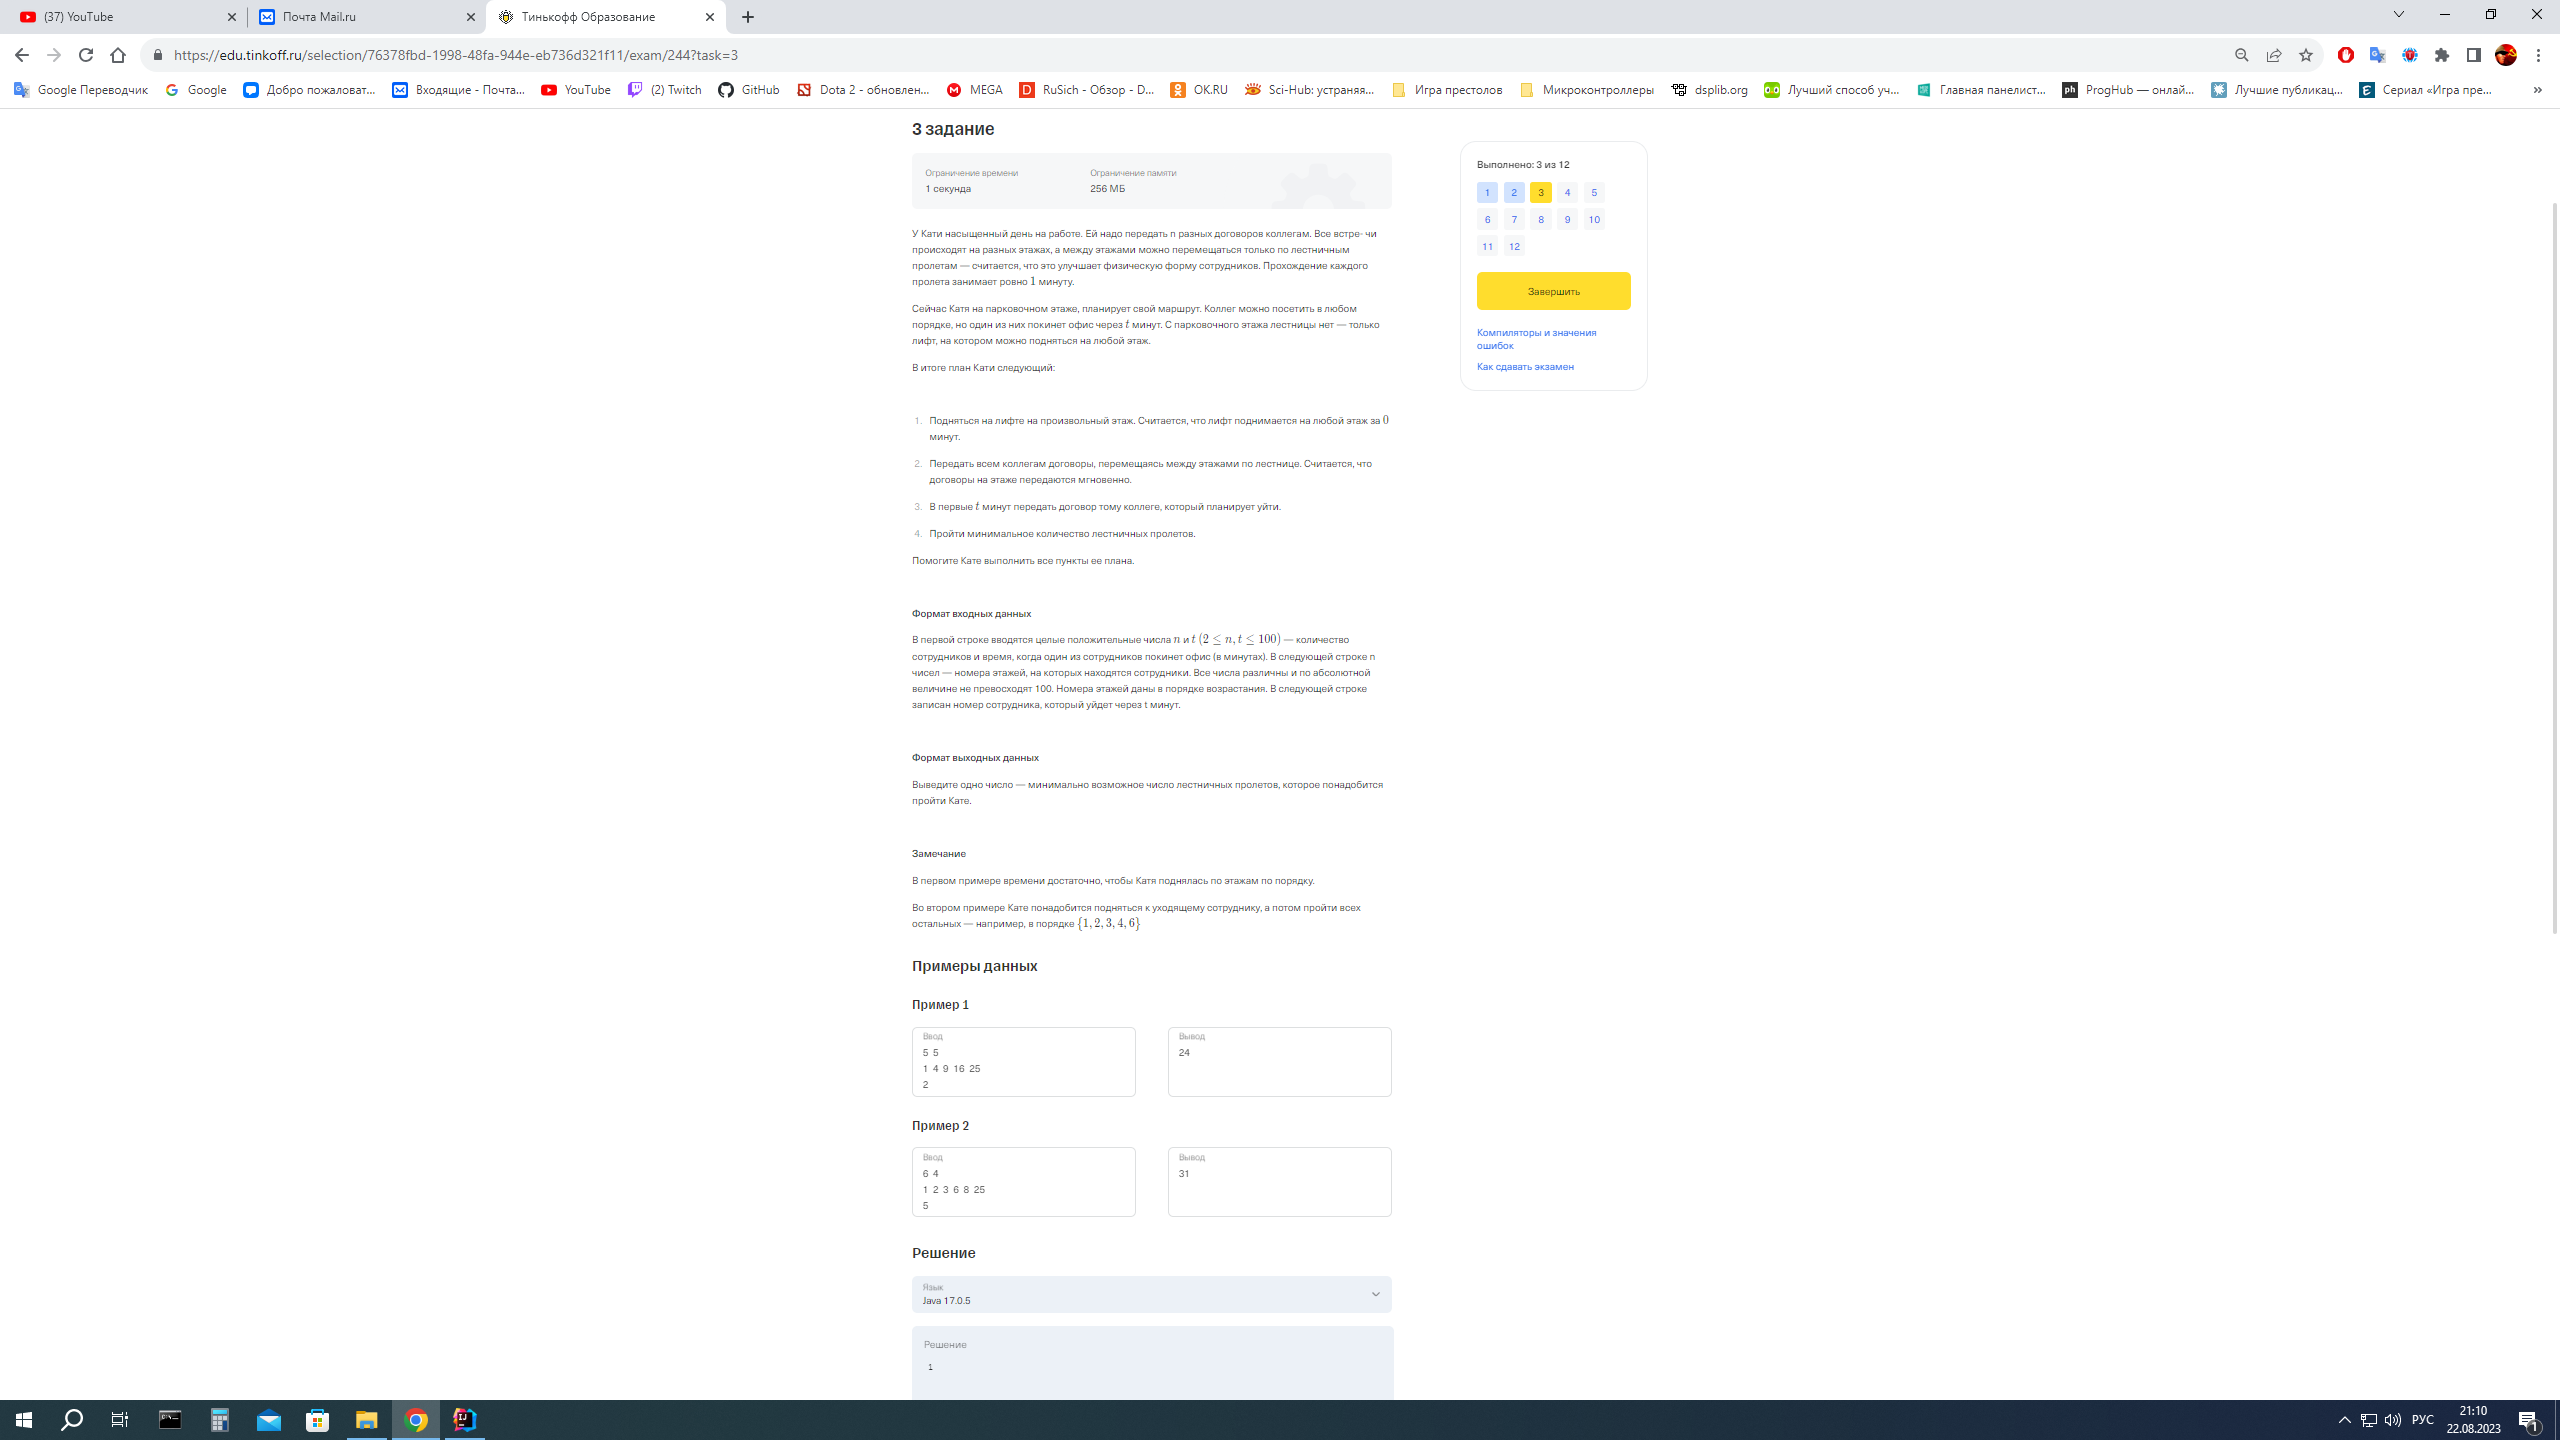 (37) YouTube
Почта Mail.ru
Тинькофф Образование
https://edu.tinkoff.ru/selection/76378fbd-1998-48fa-944e-eb736d321f11/exam/244?task=3
Google Переводчик
Google
Добро пожаловат...
Входящие - Почта...
YouTube
(2) Twitch
GitHub
Dota 2 - обновлен...
MEGA
RuSich - Обзор - D...
OK.RU
Sci-Hub: устраняя...
Игра престолов
Микроконтроллеры
dsplib.org
Лучший способ уч...
Главная панелист...
ProgHub — онлай...
Лучшие публикац...
Сериал «Игра пре...
3 задание
Ограничение времени
1 секунда
Ограничение памяти
256 МБ
У Кати насыщенный день на работе. Ей надо передать n разных договоров коллегам. Все встре- чи
происходят на разных этажах, а между этажами можно перемещаться только по лестничным
пролетам — считается, что это улучшает физическую форму сотрудников. Прохождение каждого
пролета занимает ровно 1 минуту.
Сейчас Катя на парковочном этаже, планирует свой маршрут. Коллег можно посетить в любом
порядке, но один из них покинет офис через t минут. С парковочного этажа лестницы нет — только
лифт, на котором можно подняться на любой этаж.
В итоге план Кати следующий:
1. Подняться на лифте на произвольный этаж. Считается, что лифт поднимается на любой этаж за 0
минут.
2. Передать всем коллегам договоры, перемещаясь между этажами по лестнице. Считается, что
договоры на этаже передаются мгновенно.
3. В первые t минут передать договор тому коллеге, который планирует уйти.
4. Пройти минимальное количество лестничных пролетов.
Помогите Кате выполнить все пункты ее плана.
Формат входных данных
В первой строке вводятся целые положительные числа n и t (2 ≤ n, t ≤ 100) — количество
сотрудников и время, когда один из сотрудников покинет офис (в минутах). В следующей строке n
чисел — номера этажей, на которых находятся сотрудники. Все числа различны и по абсолютной
величине не превосходят 100. Номера этажей даны в порядке возрастания. В следующей строке
записан номер сотрудника, который уйдет через t минут.
Формат выходных данных
Выведите одно число — минимально возможное число лестничных пролетов, которое понадобится
пройти Кате.
Замечание
В первом примере времени достаточно, чтобы Катя поднялась по этажам по порядку.
Во втором примере Кате понадобится подняться к уходящему сотруднику, а потом пройти всех
остальных — например, в порядке {1, 2, 3, 4, 6}
Примеры данных
Пример 1
Ввод
5 5
1 4 9 16 25
2
Вывод
24
Пример 2
Ввод
6 4
1 2 3 6 8 25
5
Вывод
31
Решение
Язык
Java 17.0.5
Решение
1
Выполнено: 3 из 12
1 2 3 4 5
6 7 8 9 10
11 12
Завершить
Компиляторы и значения
ошибок
Как сдавать экзамен
РУС
21:10
22.08.2023
1